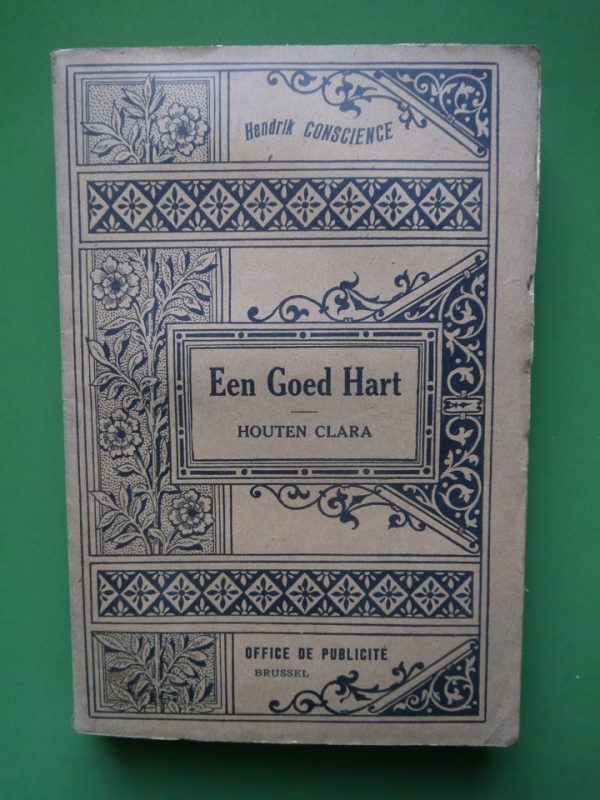 Hendrik CONSCIENCE
Een Goed Hart
HOUTEN CLARA
OFFICE DE PUBLICITÉ
BRUSSEL